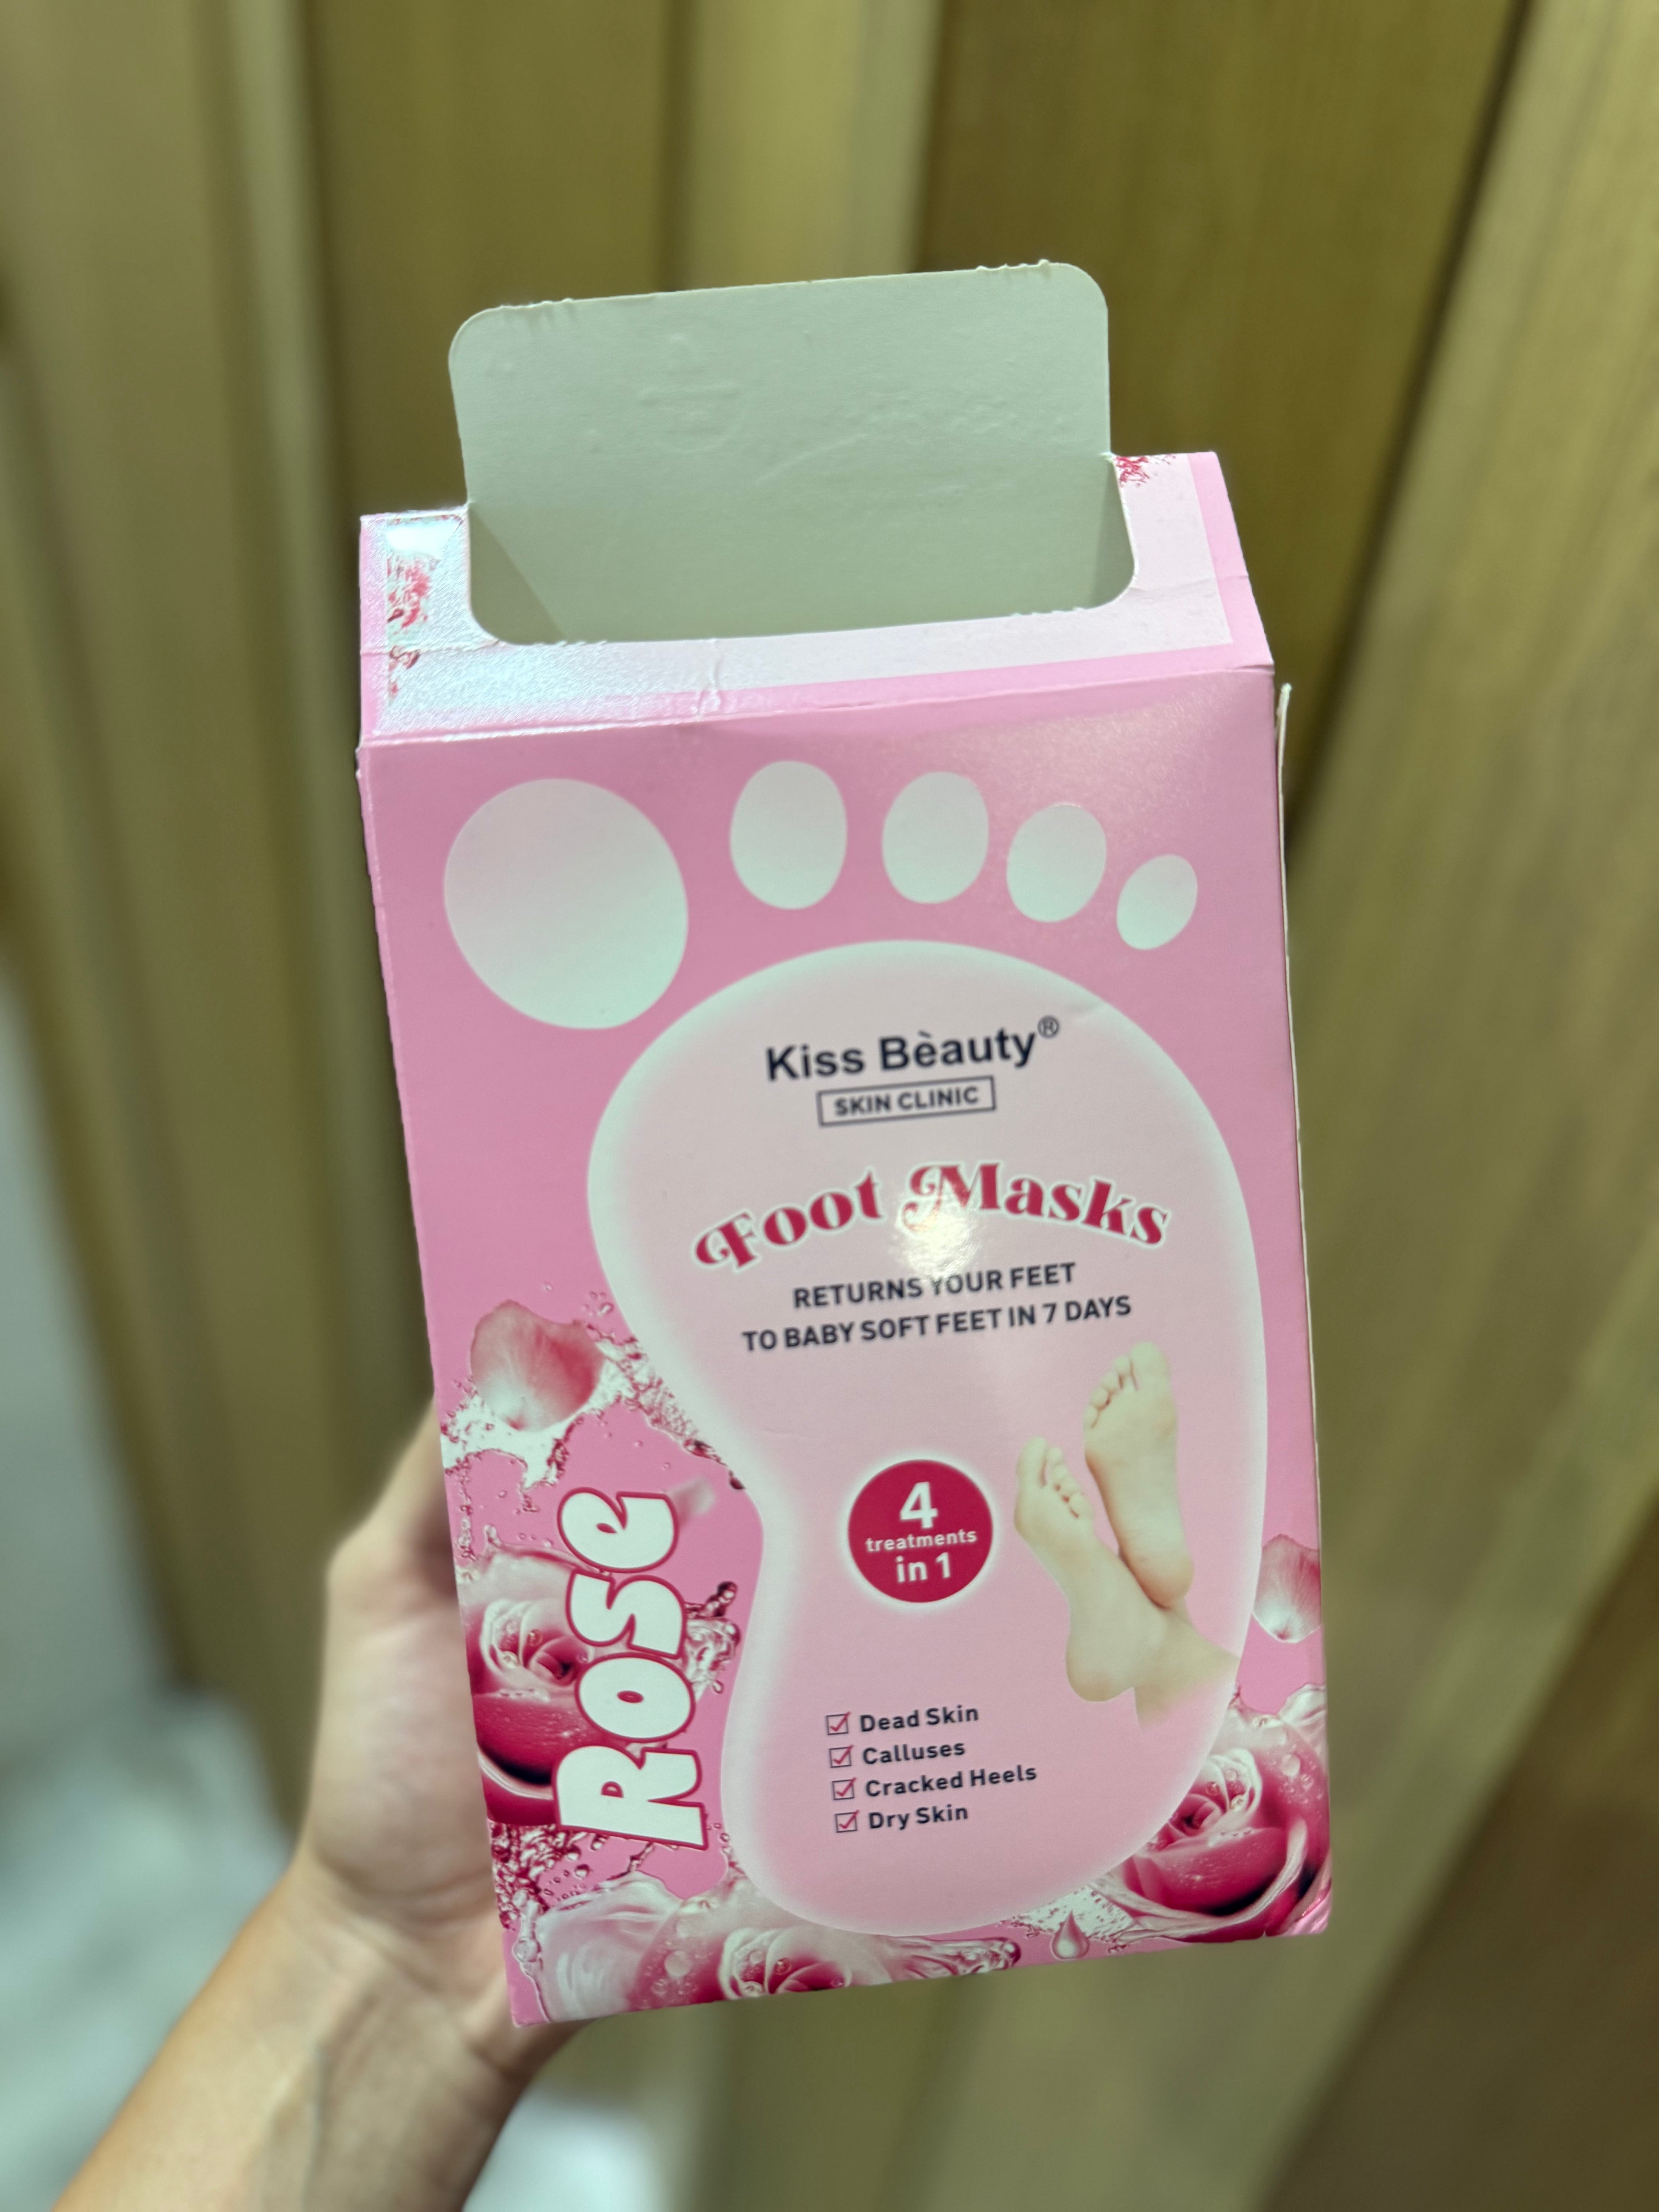 Kiss Bèauty®
SKIN CLINIC
Foot Masks
RETURNS YOUR FEET
TO BABY SOFT FEET IN 7 DAYS
4
treatments
in 1
Dead Skin
Calluses
Cracked Heels
Dry Skin
Rose